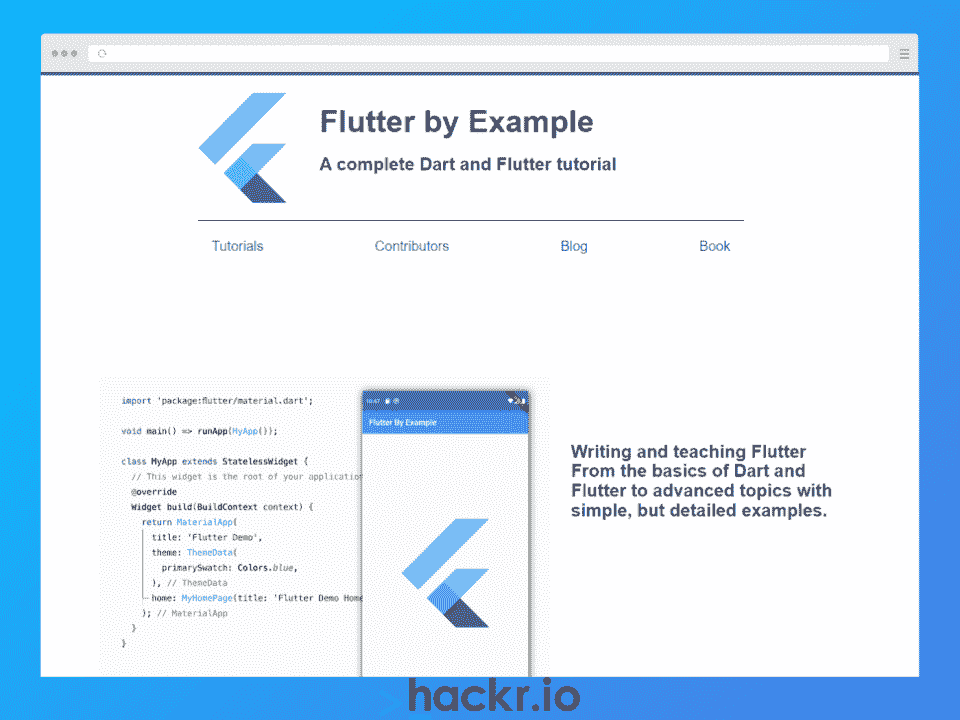 Flutter by Example
A complete Dart and Flutter tutorial
Tutorials
Contributors
Blog
Book
import 'package:flutter/material.dart';
void main() => runApp(MyApp());
class MyApp extends StatelessWidget {
// This widget is the root of your application
@override
Widget build(BuildContext context) {
return MaterialApp(
title: 'Flutter Demo',
theme: ThemeData(
primarySwatch: Colors.blue,
), // ThemeData
home: MyHomePage(title: 'Flutter Demo Home
); // MaterialApp
}
}
Flutter By Example
Writing and teaching Flutter
From the basics of Dart and
Flutter to advanced topics with
simple, but detailed examples.
hackr.io